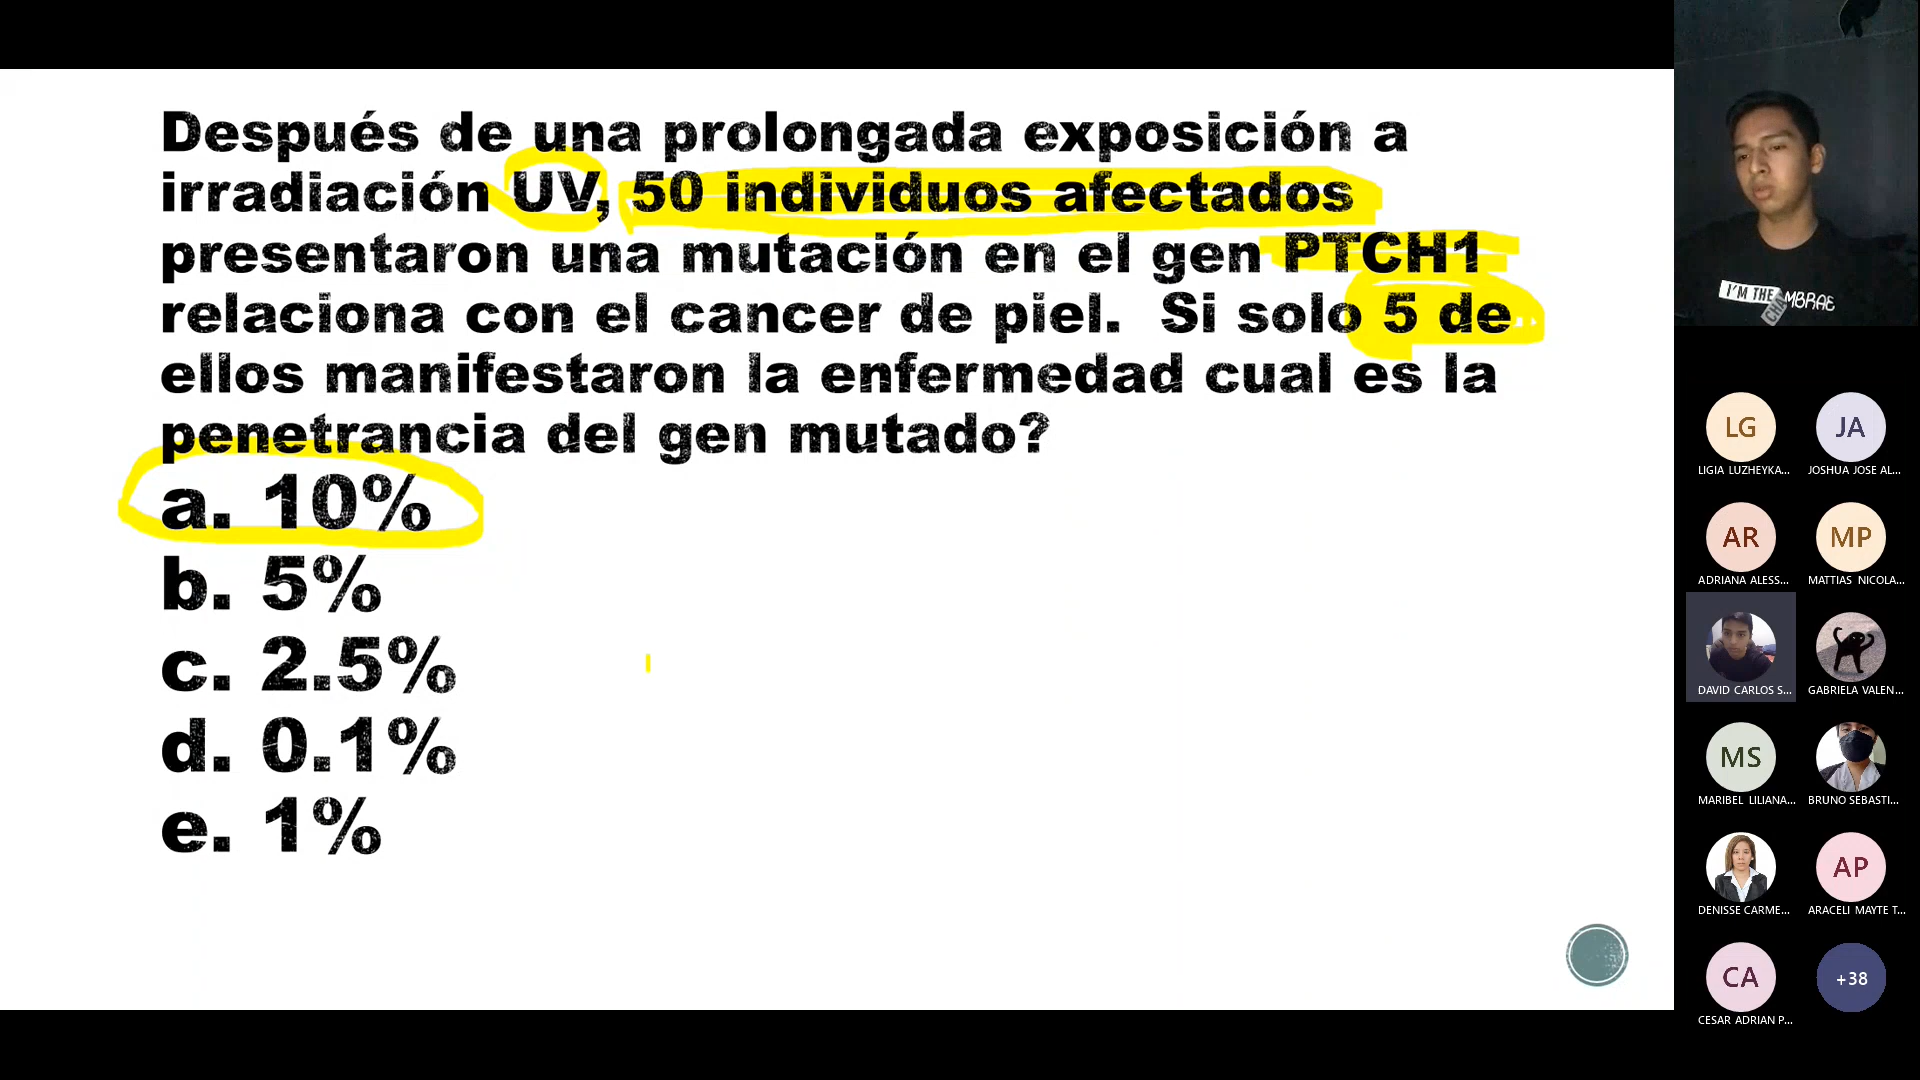 Después de una prolongada exposición a
irradiación UV, 50 individuos afectados
presentaron una mutación en el gen PTCH1
relaciona con el cancer de piel. Si solo 5 de
ellos manifestaron la enfermedad cual es la
penetrancia del gen mutado?
a. 10%
b. 5%
c. 2.5%
d. 0.1%
e. 1%
I'M THE
LG
JA
LIGIA LUZHEYKA...
JOSHUA JOSE AL...
AR
MP
ADRIANA ALESS...
MATTIAS NICOLA...
DAVID CARLOS S...
GABRIELA VALEN...
MS
MARIBEL LILIANA...
BRUNO SEBASTI...
AP
DENISSE CARME...
ARACELI MAYTE T...
CA
+38
CESAR ADRIAN P...